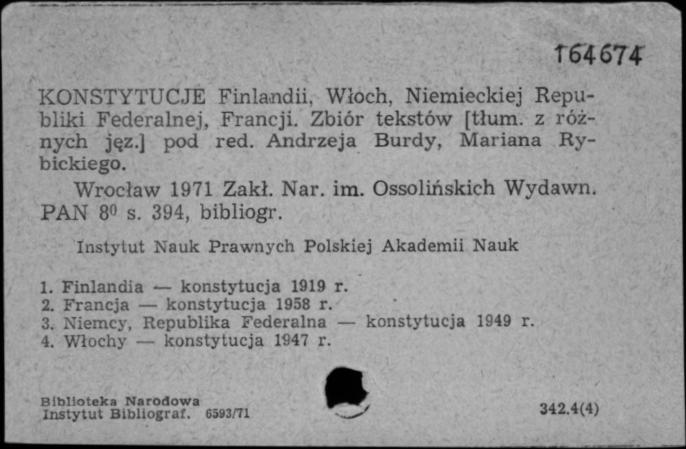 164674
KONSTYTUCJE Finlandii, Włoch, Niemieckiej Repu-
bliki Federalnej, Francji. Zbiór tekstów [tłum. z róż-
nych jęz.] pod red. Andrzeja Burdy, Mariana Ry-
bickiego.
Wrocław 1971 Zakł. Nar. im. Ossolińskich Wydawn.
PAN 8⁰ s. 394, bibliogr.
Instytut Nauk Prawnych Polskiej Akademii Nauk
1. Finlandia — konstytucja 1919 r.
2. Francja — konstytucja 1958 r.
3. Niemcy, Republika Federalna — konstytucja 1949 r.
4. Włochy — konstytucja 1947 r.
Biblioteka Narodowa
Instytut Bibliograf. 6593/71
342.4(4)